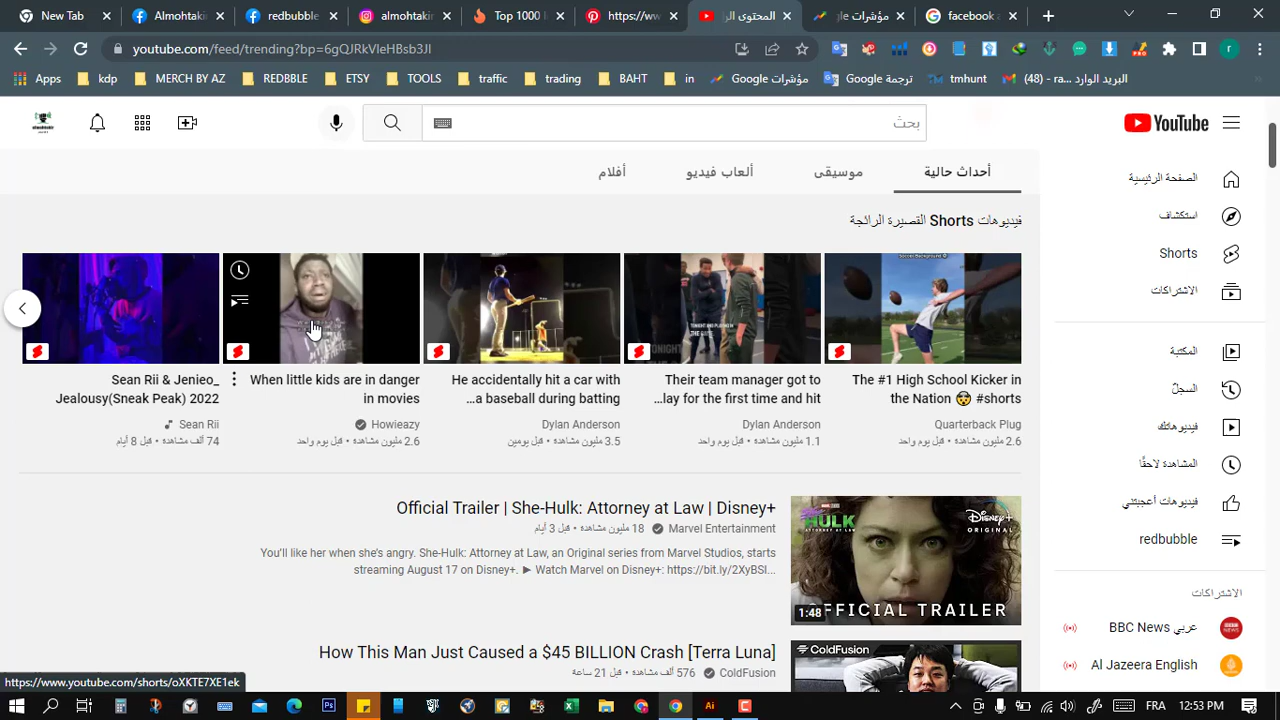 New Tab
Almohtaki
redbubble
almohtakin
Top 1000 
https://ww
المحتوى الرا
مؤشرات gle
facebook a
youtube.com/feed/trending?bp=6gQJRkVleHBsb3JI
Apps
kdp
MERCH BY AZ
REDBBLE
ETSY
TOOLS
traffic
trading
BAHT
in
مؤشرات Google
ترجمة Google
tmhunt
البريد الوارد (48) - ra...
بحث
YouTube
أحداث حالية
موسيقى
ألعاب فيديو
أفلام
فيديوهات Shorts القصيرة الرائجة
The #1 High School Kicker in
the Nation 😯 #shorts
Quarterback Plug
2.6 مليون مشاهدة • قبل يوم واحد
Their team manager got to
...lay for the first time and hit
Dylan Anderson
1.1 مليون مشاهدة • قبل يوم واحد
He accidentally hit a car with
...a baseball during batting
Dylan Anderson
3.5 مليون مشاهدة • قبل يومين
When little kids are in danger
in movies
Howieazy
2.6 مليون مشاهدة • قبل يوم واحد
Sean Rii & Jenieo_
Jealousy(Sneak Peak) 2022
Sean Rii
74 ألف مشاهدة • قبل 8 أيام
Official Trailer | She-Hulk: Attorney at Law | Disney+
Marvel Entertainment
18 مليون مشاهدة • قبل 3 أيام
You'll like her when she's angry. She-Hulk: Attorney at Law, an Original series from Marvel Studios, starts
streaming August 17 on Disney+. ► Watch Marvel on Disney+: https://bit.ly/2XyBSI...
HULK
Disney+
ORIGINAL
OFFICIAL TRAILER
1:48
How This Man Just Caused a $45 BILLION Crash [Terra Luna]
ColdFusion
576 ألف مشاهدة • قبل 21 ساعة
ColdFusion
الصفحة الرئيسية
استكشاف
Shorts
الاشتراكات
المكتبة
السجلّ
فيديوهاتك
المشاهدة لاحقًا
فيديوهات أعجبتني
redbubble
الاشتراكات
BBC News عربي
Al Jazeera English
https://www.youtube.com/shorts/oXKTE7XE1ek
FRA
12:53 PM